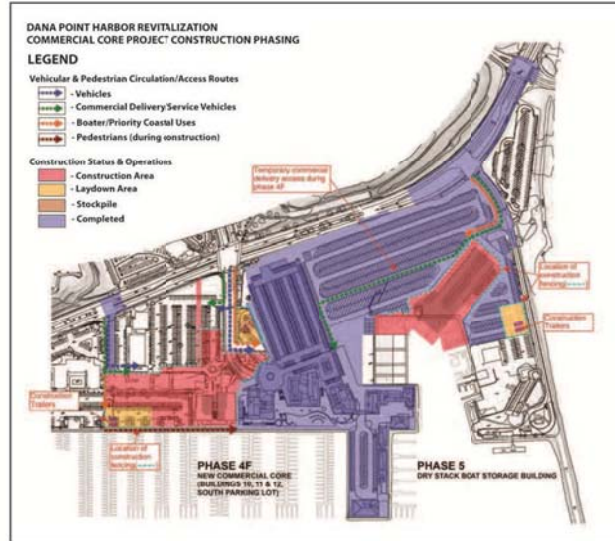 DANA POINT HARBOR REVITALIZATION
COMMERCIAL CORE PROJECT CONSTRUCTION PHASING
LEGEND
Vehicular & Pedestrian Circulation/Access Routes
- Vehicles
- Commercial Delivery/Service Vehicles
- Boater/Priority Coastal Uses
- Pedestrians (during construction)
Construction Status & Operations
- Construction Area
- Laydown Area
- Stockpile
- Completed
Temporary commercial
delivery access during
phase 4F
Location of
construction
fencing
Construction
Trailers
Construction
Trailers
Location of
construction
fencing
PHASE 4F
NEW COMMERCIAL CORE
(BUILDINGS 10, 11 & 12,
SOUTH PARKING LOT)
PHASE 5
DRY STACK BOAT STORAGE BUILDING